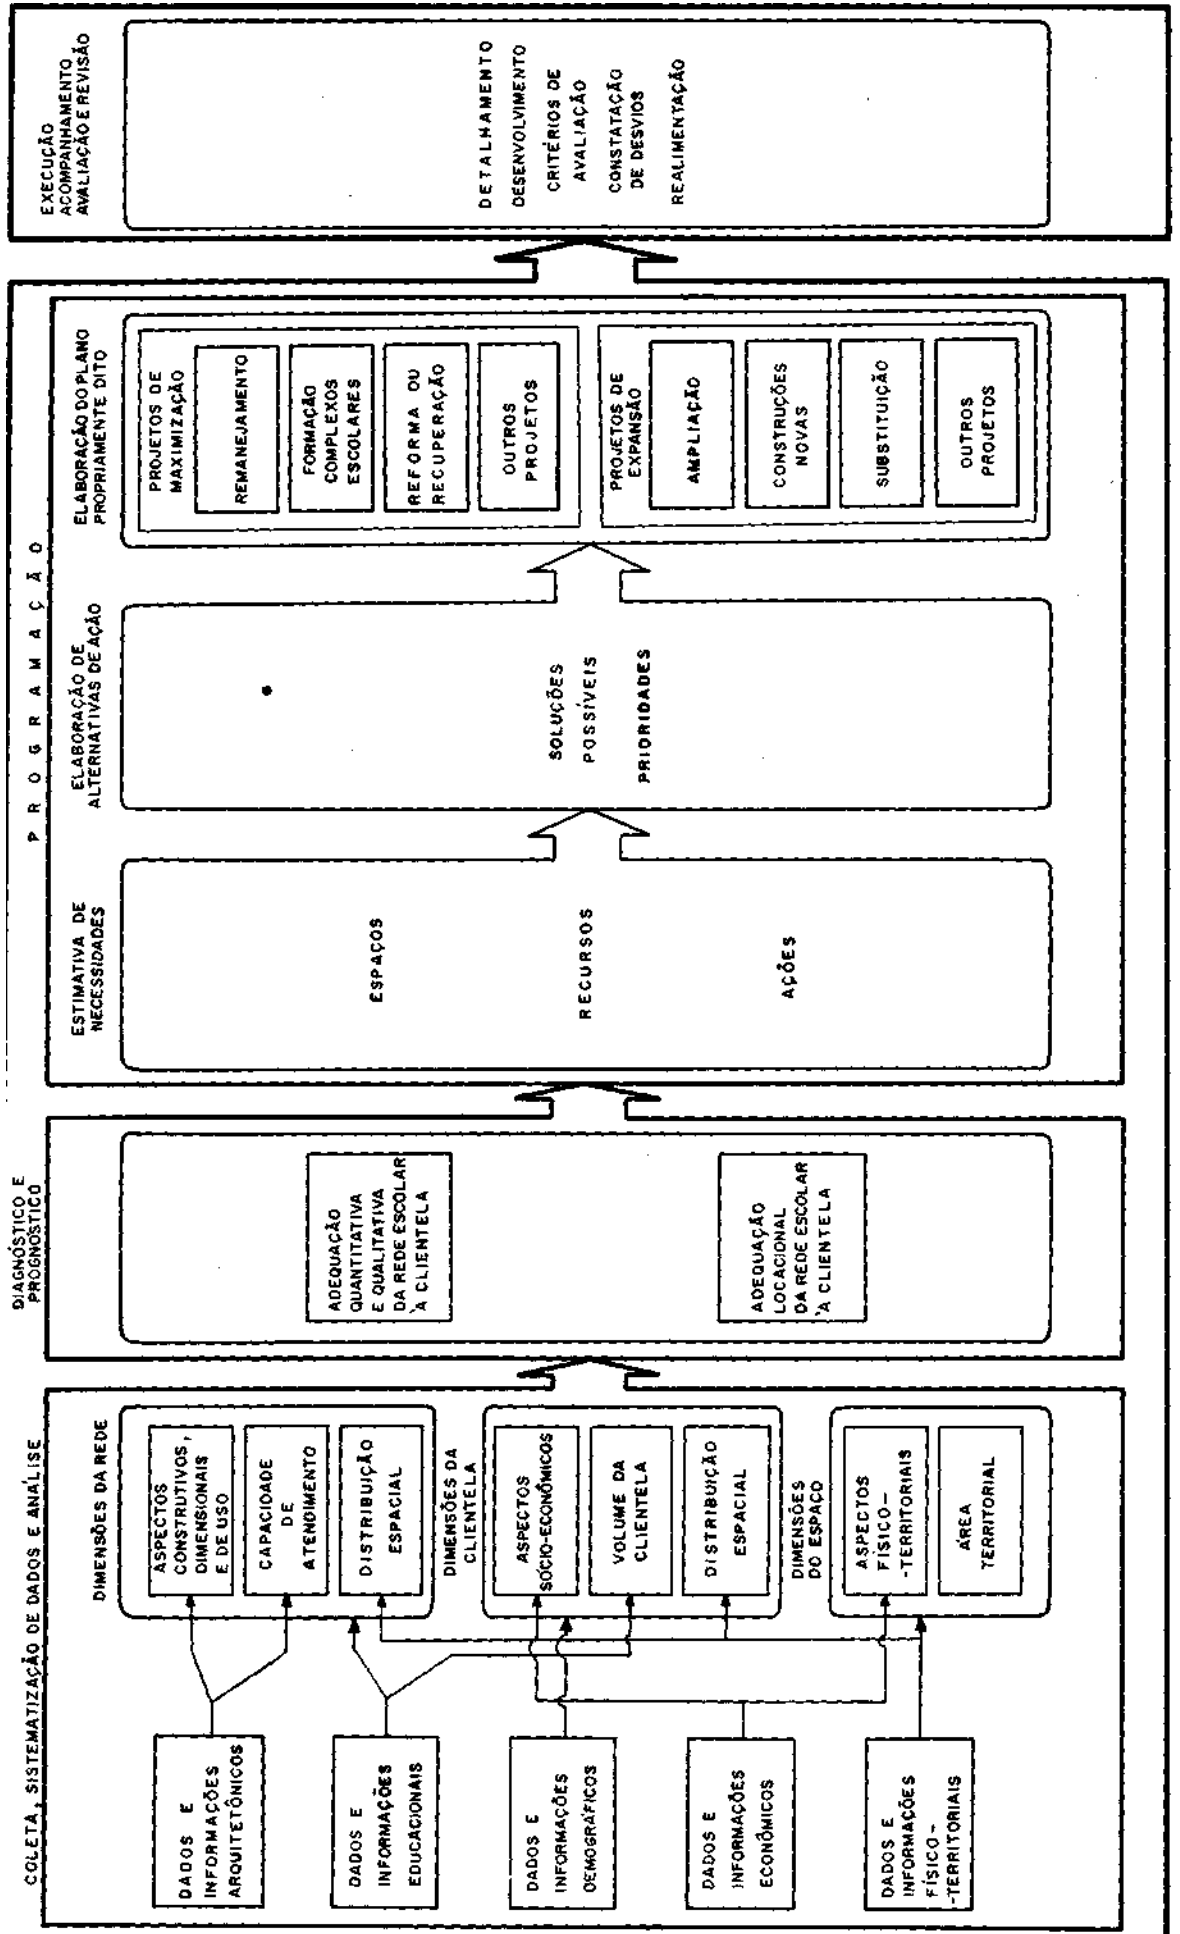 COLETA, SISTEMATIZAÇÃO DE DADOS E ANÁLISE
DADOS E
INFORMAÇÕES
ARQUITETÔNICOS
DADOS E
INFORMAÇÕES
EDUCACIONAIS
DADOS E
INFORMAÇÕES
DEMOGRÁFICOS
DADOS E
INFORMAÇÕES
ECONÔMICOS
DADOS E
INFORMAÇÕES
FÍSICO-
-TERRITORIAIS
DIMENSÕES DA REDE
ASPECTOS
CONSTRUTIVOS,
DIMENSIONAIS
E DE USO
CAPACIDADE
DE
ATENDIMENTO
DISTRIBUIÇÃO
ESPACIAL
DIMENSÕES DA
CLIENTELA
ASPECTOS
SÓCIO-ECONÔMICOS
VOLUME DA
CLIENTELA
DISTRIBUIÇÃO
ESPACIAL
DIMENSÕES
DO ESPAÇO
ASPECTOS
FÍSICO-
-TERRITORIAIS
ÁREA
TERRITORIAL
DIAGNÓSTICO E
PROGNÓSTICO
ADEQUAÇÃO
QUANTITATIVA
E QUALITATIVA
DA REDE ESCOLAR
À CLIENTELA
ADEQUAÇÃO
LOCACIONAL
DA REDE ESCOLAR
À CLIENTELA
PROGRAMAÇÃO
ESTIMATIVA DE
NECESSIDADES
ESPAÇOS
RECURSOS
AÇÕES
ELABORAÇÃO DE
ALTERNATIVAS DE AÇÃO
SOLUÇÕES
POSSÍVEIS
PRIORIDADES
ELABORAÇÃO DO PLANO
PROPRIAMENTE DITO
PROJETOS DE
MAXIMIZAÇÃO
REMANEJAMENTO
FORMAÇÃO
COMPLEXOS
ESCOLARES
REFORMA OU
RECUPERAÇÃO
OUTROS
PROJETOS
PROJETOS DE
EXPANSÃO
AMPLIAÇÃO
CONSTRUÇÕES
NOVAS
SUBSTITUIÇÃO
OUTROS
PROJETOS
EXECUÇÃO
ACOMPANHAMENTO
AVALIAÇÃO E REVISÃO
DETALHAMENTO
DESENVOLVIMENTO
CRITÉRIOS DE
AVALIAÇÃO
CONSTATAÇÃO
DE DESVIOS
REALIMENTAÇÃO